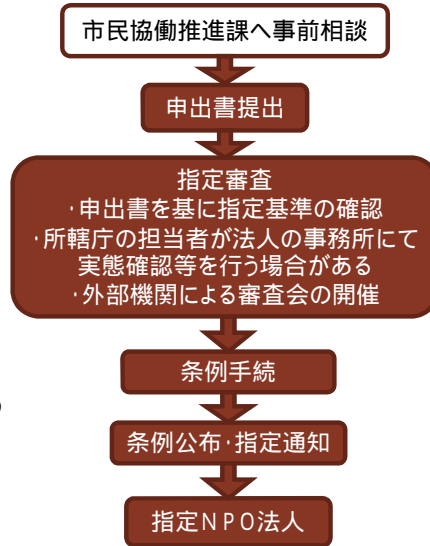 市民協働推進課へ事前相談
申出書提出
指定審査
・申出書を基に指定基準の確認
・所轄庁の担当者が法人の事務所にて
実態確認等を行う場合がある
・外部機関による審査会の開催
条例手続
条例公布・指定通知
指定NPO法人